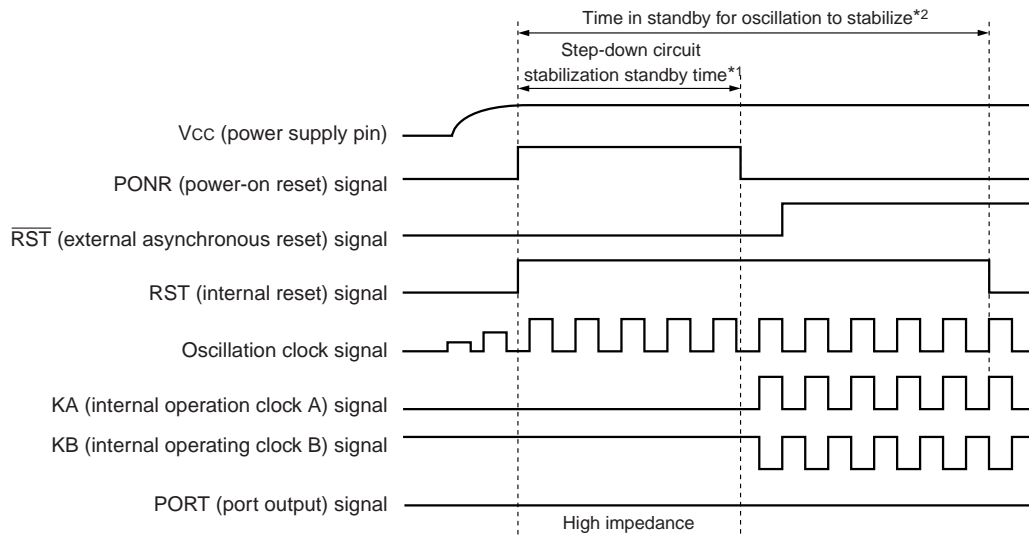 Time in standby for oscillation to stabilize*2
Step-down circuit
stabilization standby time*1
VCC (power supply pin)
PONR (power-on reset) signal
R̅S̅T̅ (external asynchronous reset) signal
RST (internal reset) signal
Oscillation clock signal
KA (internal operation clock A) signal
KB (internal operating clock B) signal
PORT (port output) signal
High impedance